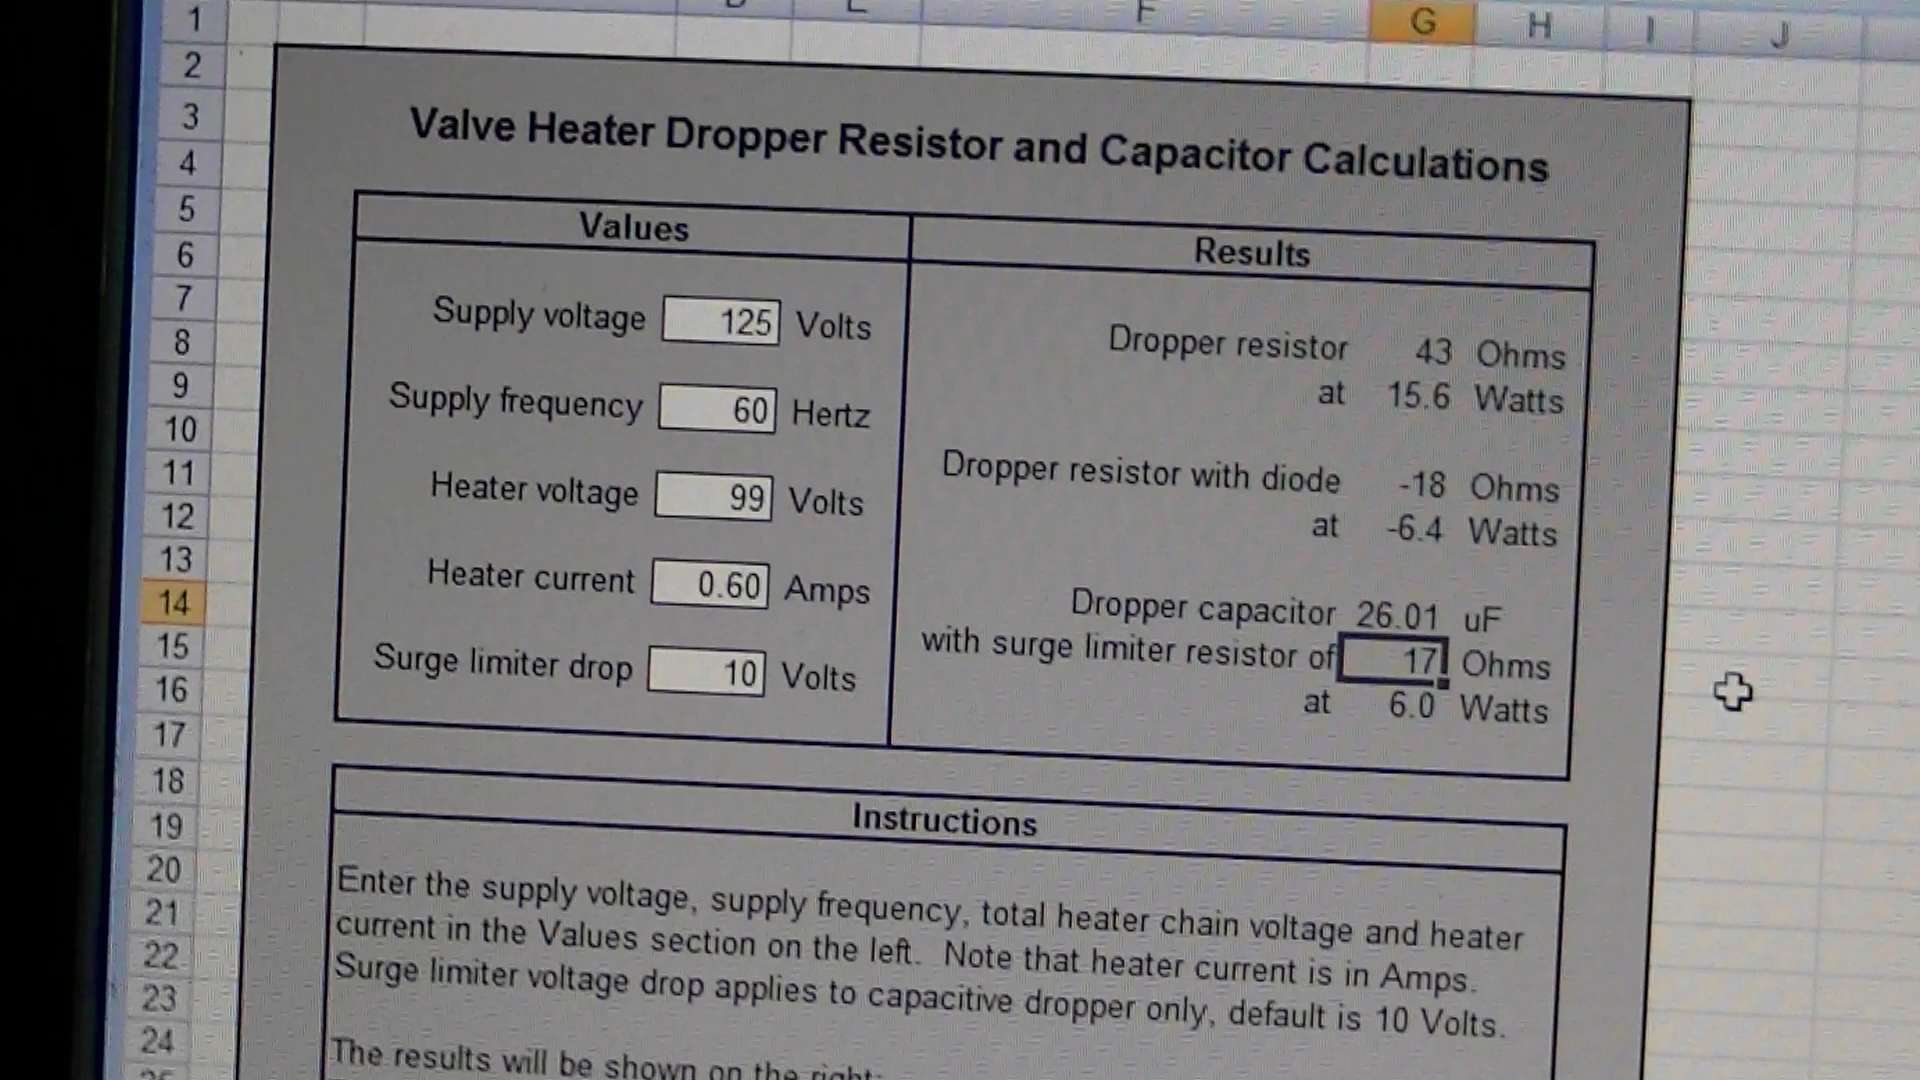 F G H I J
1
2
3
4
5
6
7
8
9
10
11
12
13
14
15
16
17
18
19
20
21
22
23
24
Valve Heater Dropper Resistor and Capacitor Calculations
Values
Supply voltage 125 Volts
Supply frequency 60 Hertz
Heater voltage 99 Volts
Heater current 0.60 Amps
Surge limiter drop 10 Volts
Results
Dropper resistor 43 Ohms
at 15.6 Watts
Dropper resistor with diode -18 Ohms
at -6.4 Watts
Dropper capacitor 26.01 uF
with surge limiter resistor of 17 Ohms
at 6.0 Watts
Instructions
Enter the supply voltage, supply frequency, total heater chain voltage and heater
current in the Values section on the left. Note that heater current is in Amps.
Surge limiter voltage drop applies to capacitive dropper only, default is 10 Volts.
The results will be shown on the right: